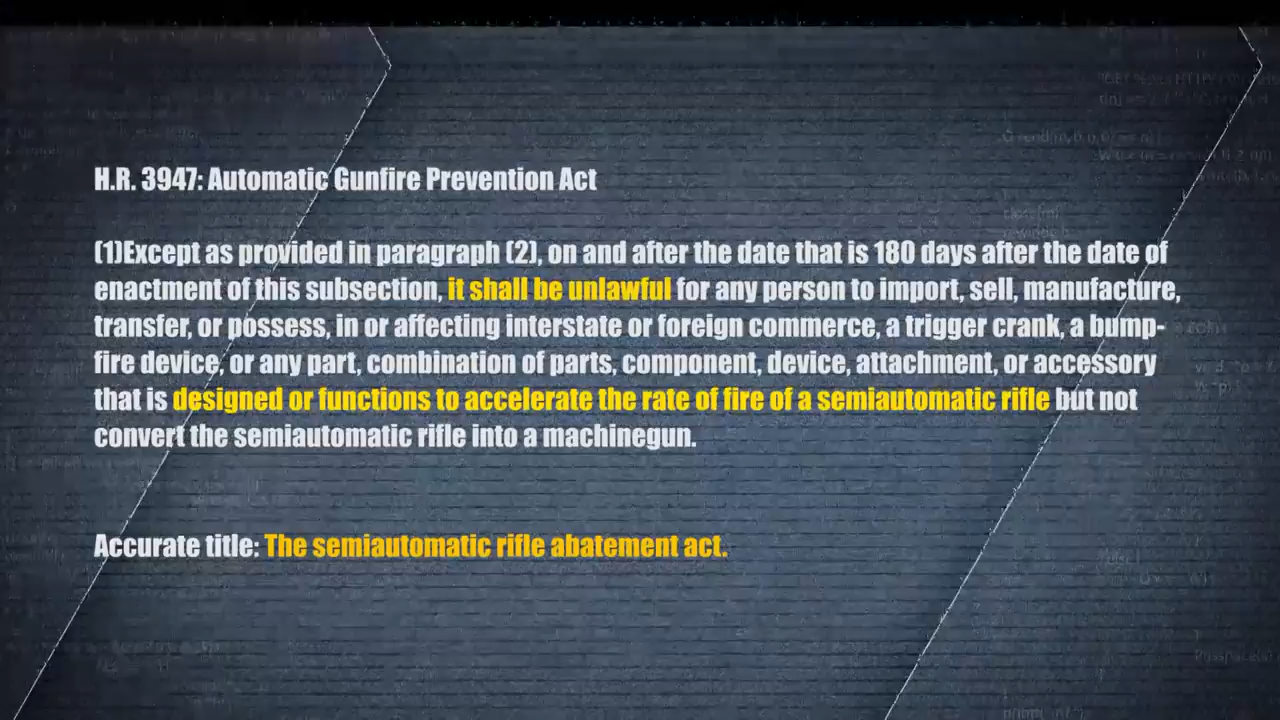 H.R. 3947: Automatic Gunfire Prevention Act
(1)Except as provided in paragraph (2), on and after the date that is 180 days after the date of
enactment of this subsection, it shall be unlawful for any person to import, sell, manufacture,
transfer, or possess, in or affecting interstate or foreign commerce, a trigger crank, a bump-
fire device, or any part, combination of parts, component, device, attachment, or accessory
that is designed or functions to accelerate the rate of fire of a semiautomatic rifle but not
convert the semiautomatic rifle into a machinegun.
Accurate title: The semiautomatic rifle abatement act.